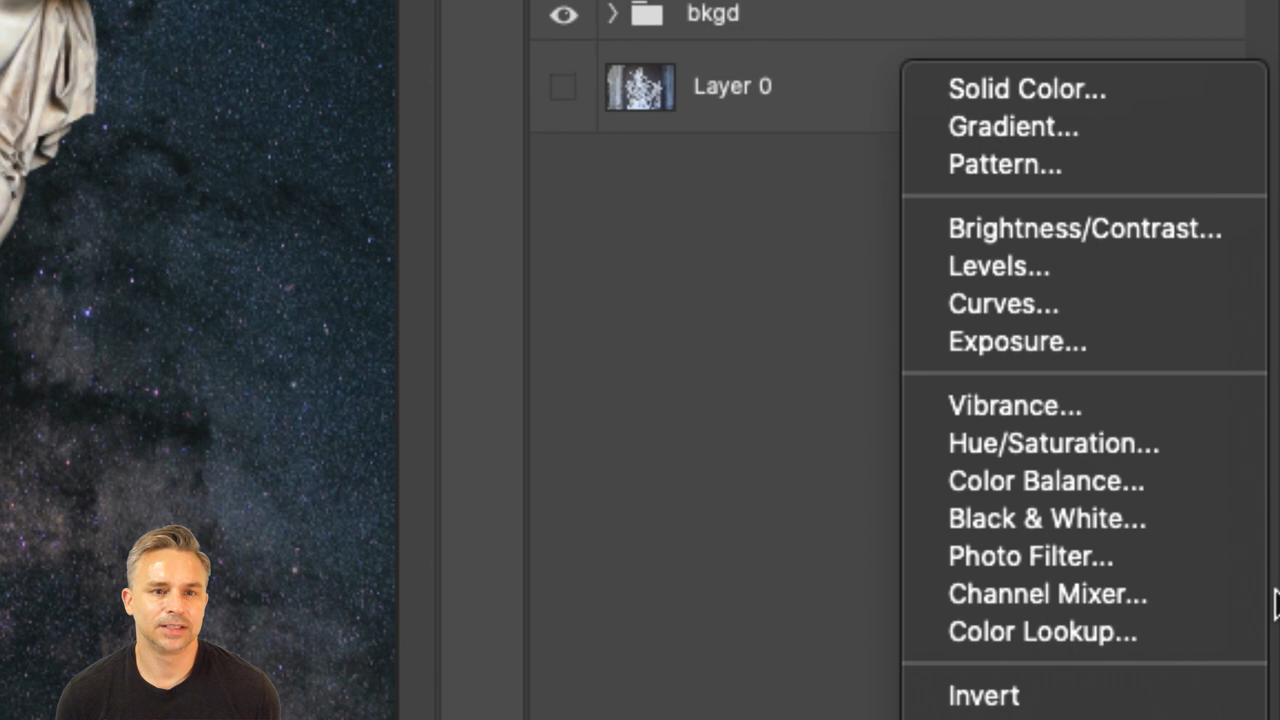 bkgd
Layer 0
Solid Color...
Gradient...
Pattern...
Brightness/Contrast...
Levels...
Curves...
Exposure...
Vibrance...
Hue/Saturation...
Color Balance...
Black & White...
Photo Filter...
Channel Mixer...
Color Lookup...
Invert